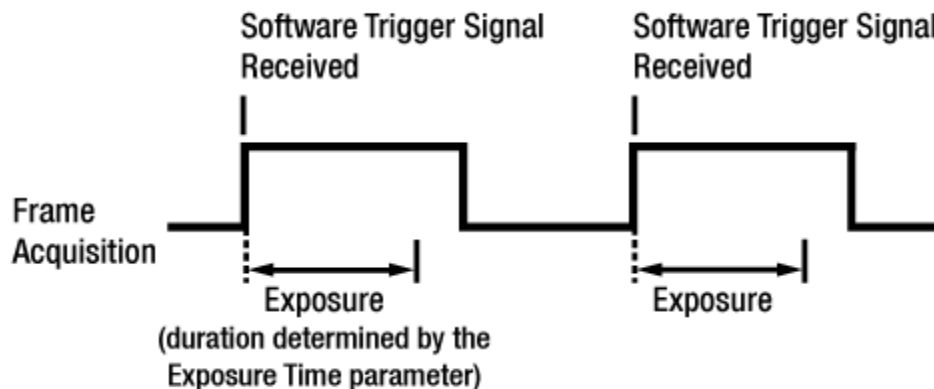 Software Trigger Signal
Received
Software Trigger Signal
Received
Frame
Acquisition
Exposure
(duration determined by the
Exposure Time parameter)
Exposure